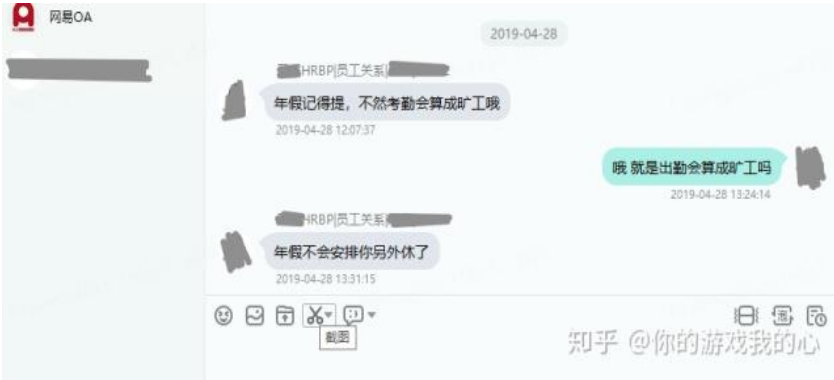 网易OA
2019-04-28
HRBP|员工关系|
年假记得提，不然考勤会算成旷工哦
2019-04-28 12:07:37
哦 就是出勤会算成旷工吗
2019-04-28 13:24:14
HRBP|员工关系|
年假不会安排你另外休了
2019-04-28 13:31:15
截图
知乎 @你的游戏我的心